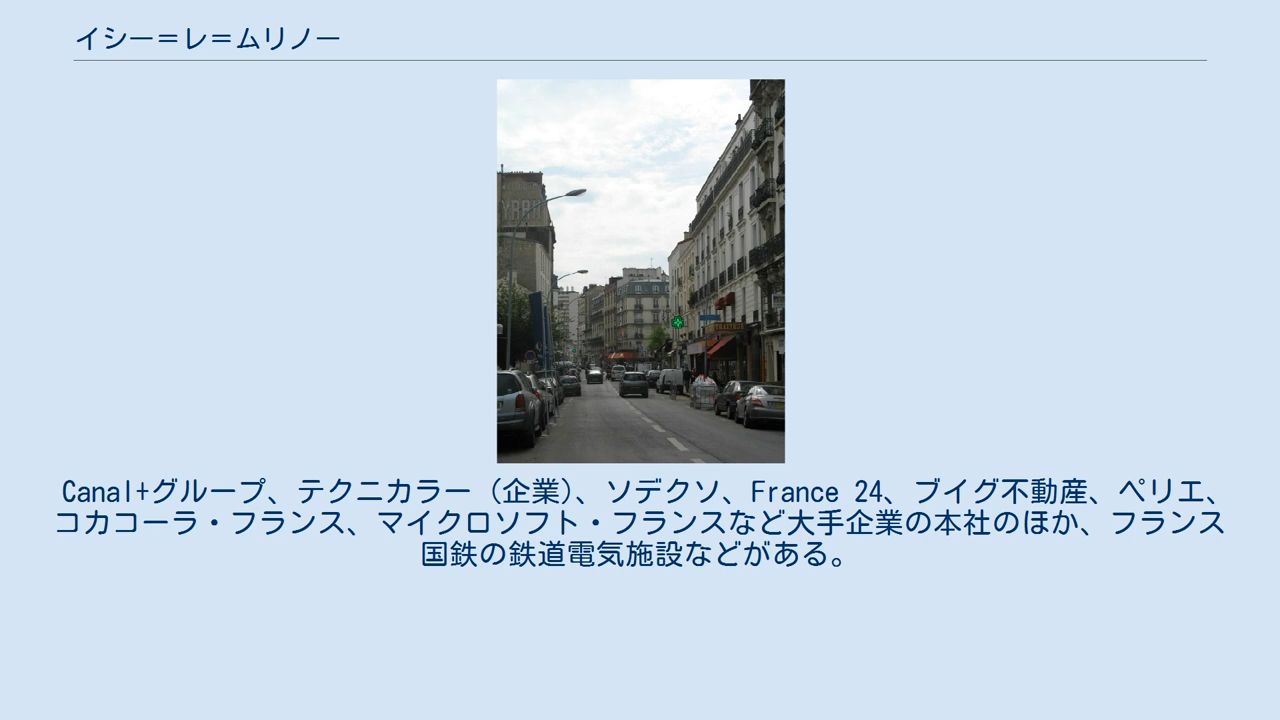 イシー＝レ＝ムリノー
TRAITEUR
Canal+グループ、テクニカラー（企業）、ソデクソ、France 24、ブイグ不動産、ペリエ、
コカコーラ・フランス、マイクロソフト・フランスなど大手企業の本社のほか、フランス
国鉄の鉄道電気施設などがある。